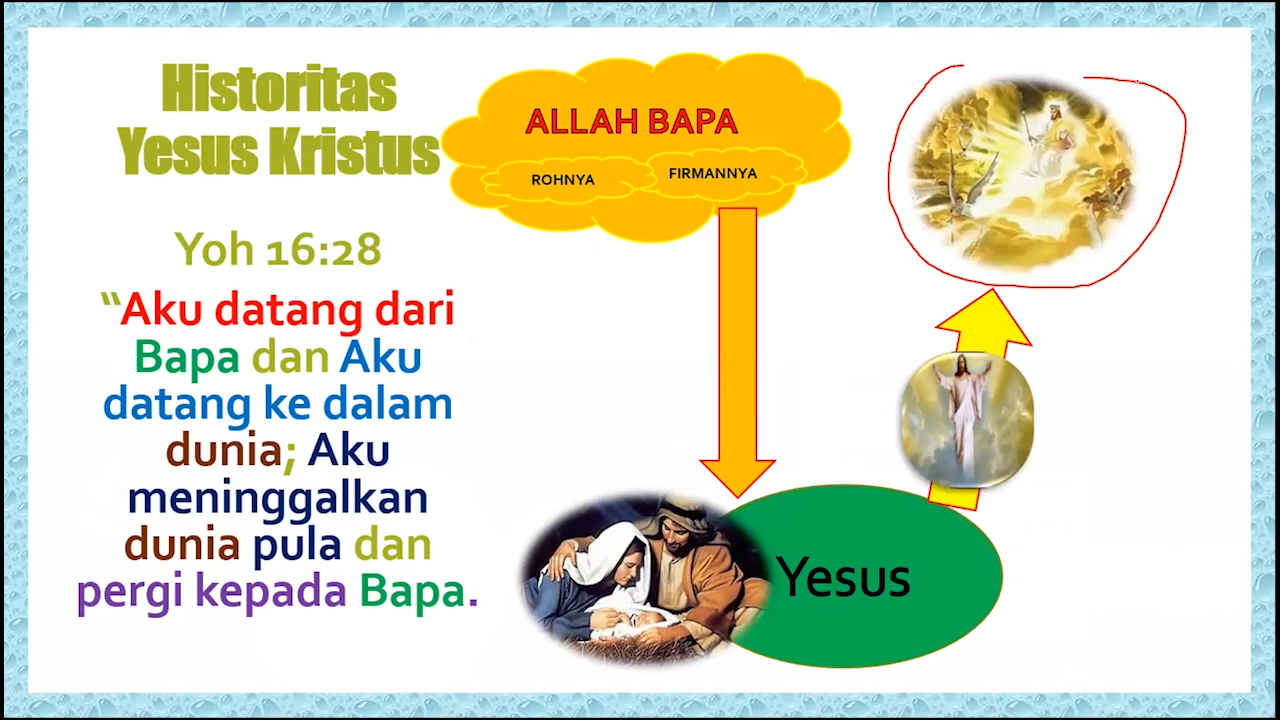 Historitas
Yesus Kristus
Yoh 16:28
“Aku datang dari
Bapa dan Aku
datang ke dalam
dunia; Aku
meninggalkan
dunia pula dan
pergi kepada Bapa.
ALLAH BAPA
ROHNYA
FIRMANNYA
Yesus